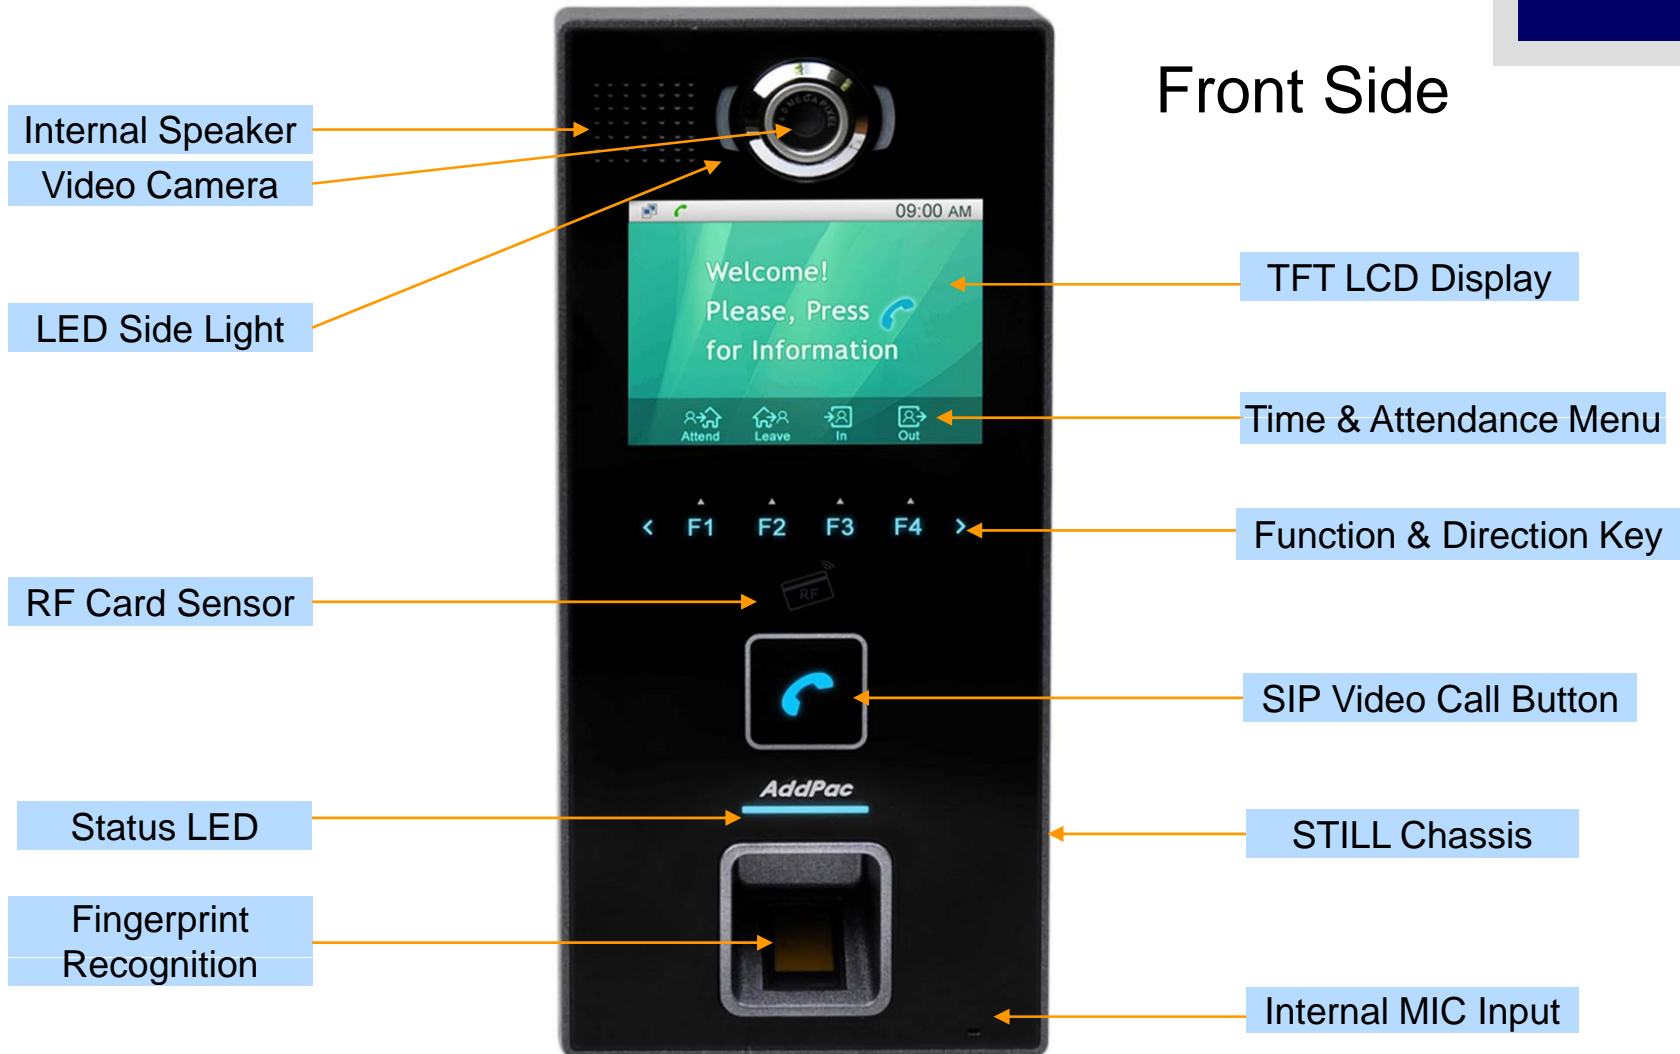 Front Side
Internal Speaker
Video Camera
LED Side Light
RF Card Sensor
Status LED
Fingerprint
Recognition
MEGAPIXEL
09:00 AM
Welcome!
Please, Press
for Information
Attend Leave In Out
< F1 F2 F3 F4 >
RF
AddPac
TFT LCD Display
Time & Attendance Menu
Function & Direction Key
SIP Video Call Button
STILL Chassis
Internal MIC Input